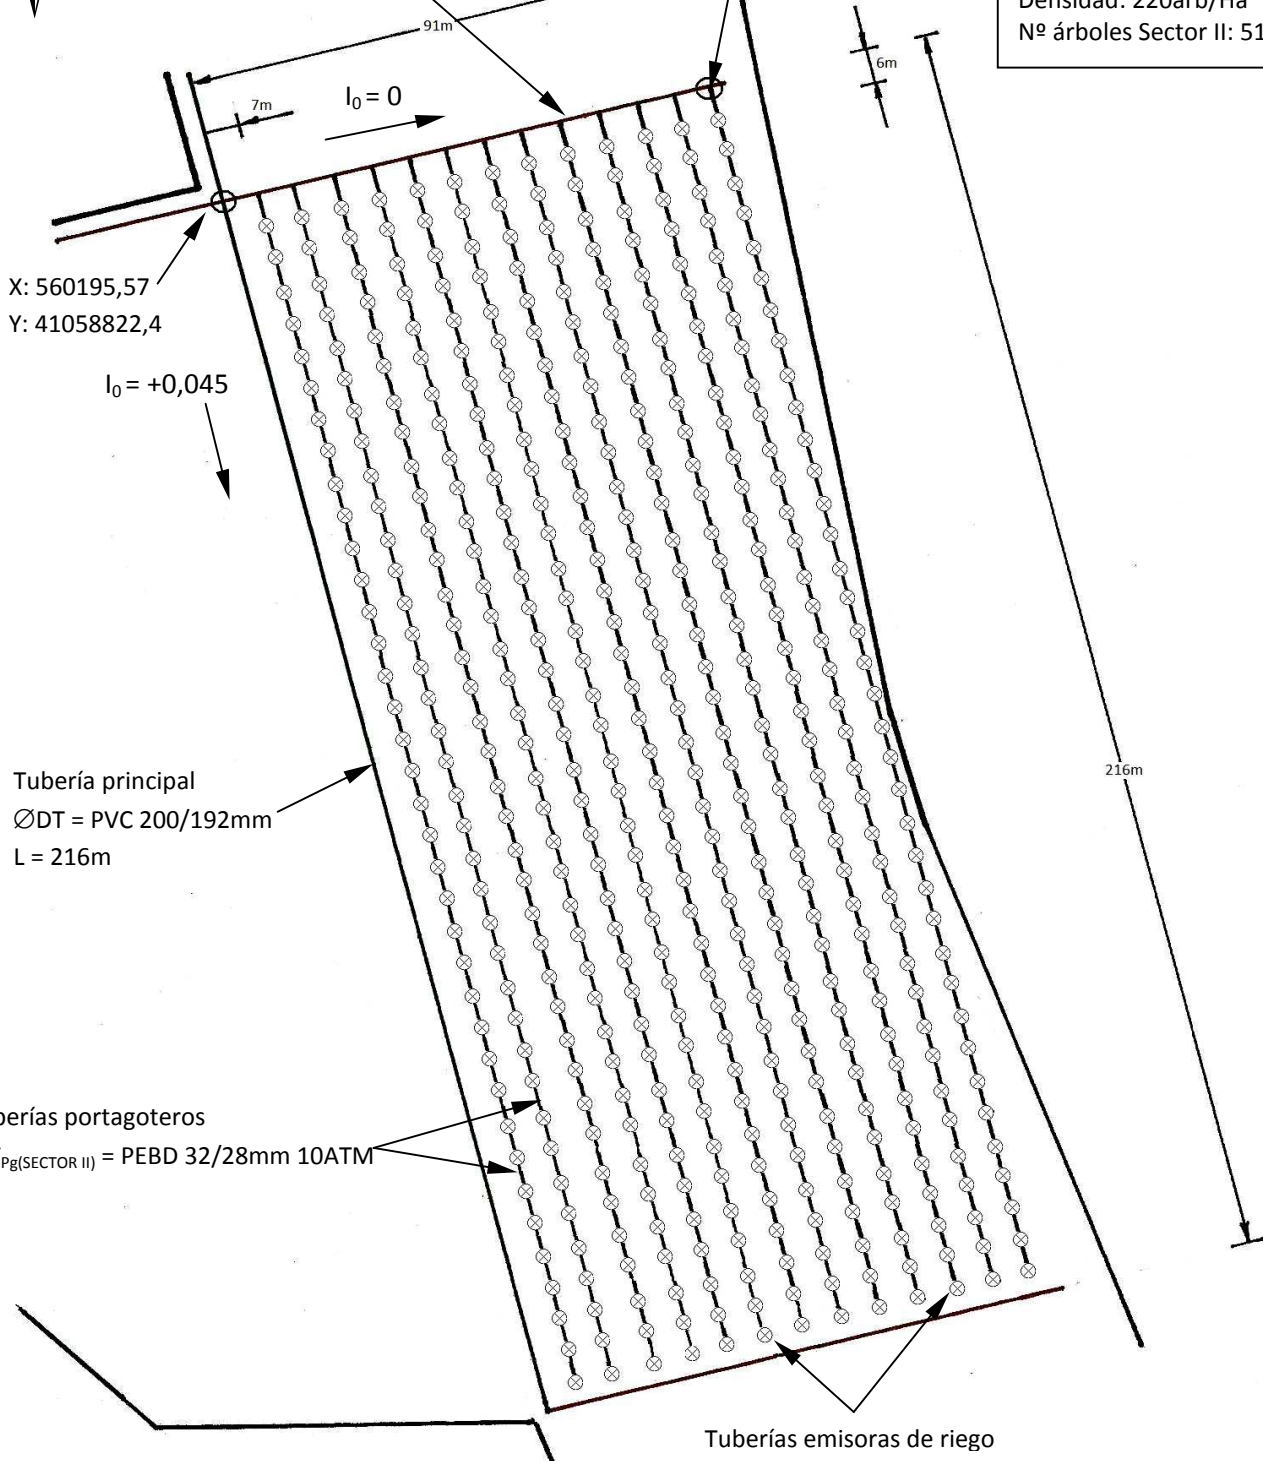 Densidad: 220arb/Ha
Nº árboles Sector II: 51
91m
6m
7m
I₀ = 0
X: 560195,57
Y: 41058822,4
I₀ = +0,045
216m
Tubería principal
∅DT = PVC 200/192mm
L = 216m
berías portagoteros
Pg(SECTOR II) = PEBD 32/28mm 10ATM
Tuberías emisoras de riego